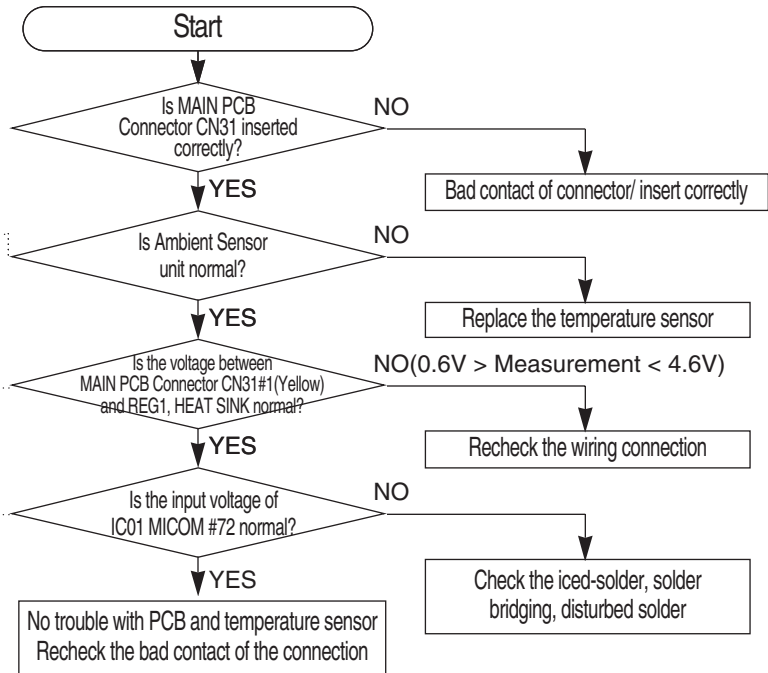 Start
Is MAIN PCB
Connector CN31 inserted
correctly?
NO
Bad contact of connector/ insert correctly
YES
Is Ambient Sensor
unit normal?
NO
Replace the temperature sensor
YES
Is the voltage between
MAIN PCB Connector CN31#1(Yellow)
and REG1, HEAT SINK normal?
NO(0.6V > Measurement < 4.6V)
Recheck the wiring connection
YES
Is the input voltage of
IC01 MICOM #72 normal?
NO
Check the iced-solder, solder
bridging, disturbed solder
YES
No trouble with PCB and temperature sensor
Recheck the bad contact of the connection